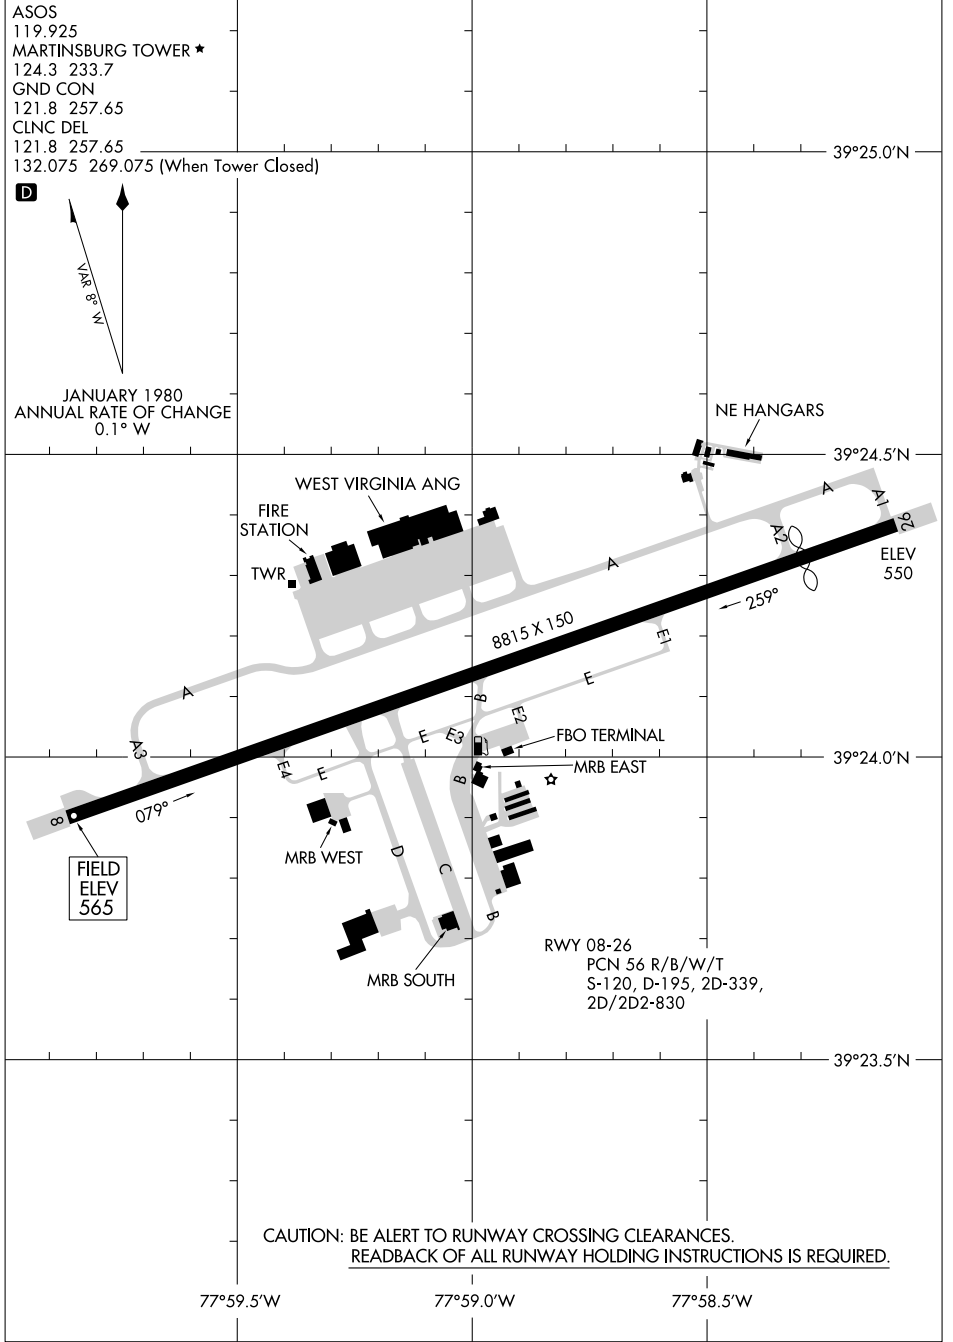 ASOS
119.925
MARTINSBURG TOWER ★
124.3 233.7
GND CON
121.8 257.65
CLNC DEL
121.8 257.65
132.075 269.075 (When Tower Closed)
D
VAR 8° W
JANUARY 1980
ANNUAL RATE OF CHANGE
0.1° W
39°25.0'N
NE HANGARS
39°24.5'N
WEST VIRGINIA ANG
FIRE
STATION
TWR
A
A1
A2
26
ELEV
550
A
259°
8815 X 150
E1
A
E
B
E2
E
E3
A3
FBO TERMINAL
39°24.0'N
E4
E
MRB EAST
B
079°
8
MRB WEST
D
C
FIELD
ELEV
565
B
MRB SOUTH
RWY 08-26
PCN 56 R/B/W/T
S-120, D-195, 2D-339,
2D/2D2-830
39°23.5'N
CAUTION: BE ALERT TO RUNWAY CROSSING CLEARANCES.
READBACK OF ALL RUNWAY HOLDING INSTRUCTIONS IS REQUIRED.
77°59.5'W
77°59.0'W
77°58.5'W